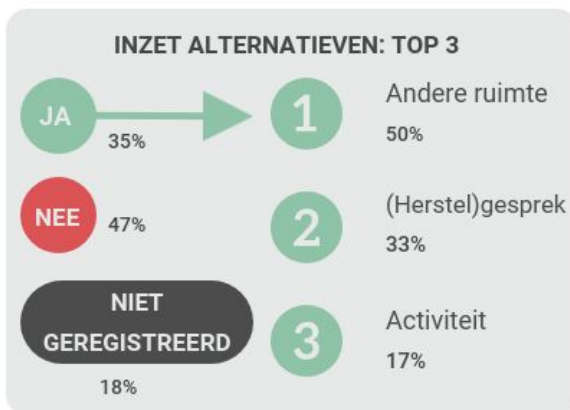 INZET ALTERNATIEVEN: TOP 3
JA
35%
1
Andere ruimte
50%
NEE
47%
2
(Herstel)gesprek
33%
NIET
GEREGISTREERD
18%
3
Activiteit
17%